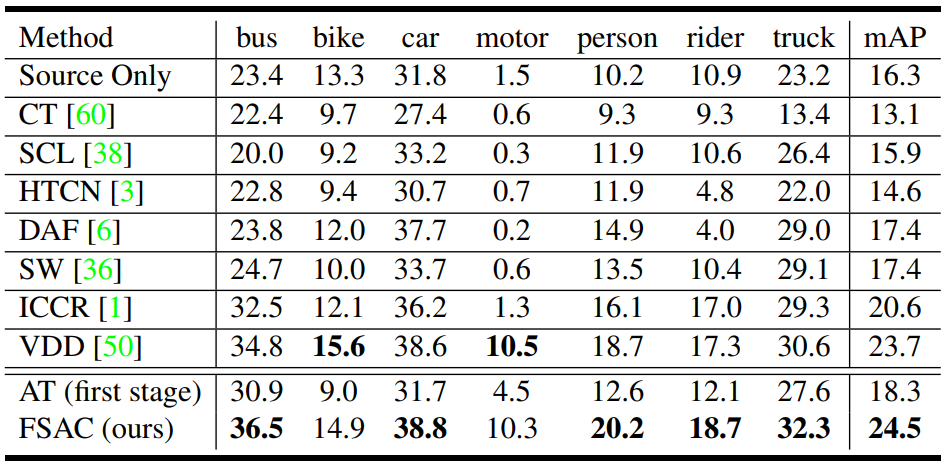 Method bus bike car motor person rider truck mAP
Source Only 23.4 13.3 31.8 1.5 10.2 10.9 23.2 16.3
CT [60] 22.4 9.7 27.4 0.6 9.3 9.3 13.4 13.1
SCL [38] 20.0 9.2 33.2 0.3 11.9 10.6 26.4 15.9
HTCN [3] 22.8 9.4 30.7 0.7 11.9 4.8 22.0 14.6
DAF [6] 23.8 12.0 37.7 0.2 14.9 4.0 29.0 17.4
SW [36] 24.7 10.0 33.7 0.6 13.5 10.4 29.1 17.4
ICCR [1] 32.5 12.1 36.2 1.3 16.1 17.0 29.3 20.6
VDD [50] 34.8 15.6 38.6 10.5 18.7 17.3 30.6 23.7
AT (first stage) 30.9 9.0 31.7 4.5 12.6 12.1 27.6 18.3
FSAC (ours) 36.5 14.9 38.8 10.3 20.2 18.7 32.3 24.5